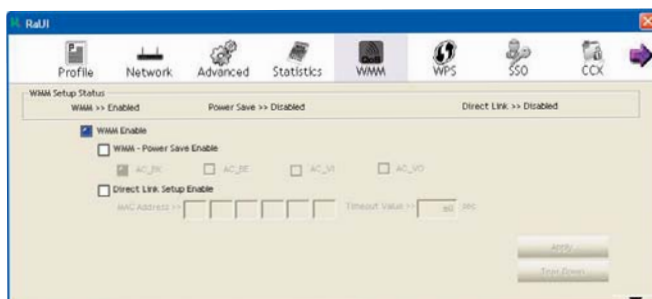 RaUI
Profile Network Advanced Statistics WMM WPS SSO CCX
WMM Setup Status
WMM >> Enabled Power Save >> Disabled Direct Link >> Disabled
WMM Enable
WMM - Power Save Enable
AC_BK AC_BE AC_VI AC_VO
Direct Link Setup Enable
MAC Address >> Timeout Value >> 60 sec
Apply
Tear Down